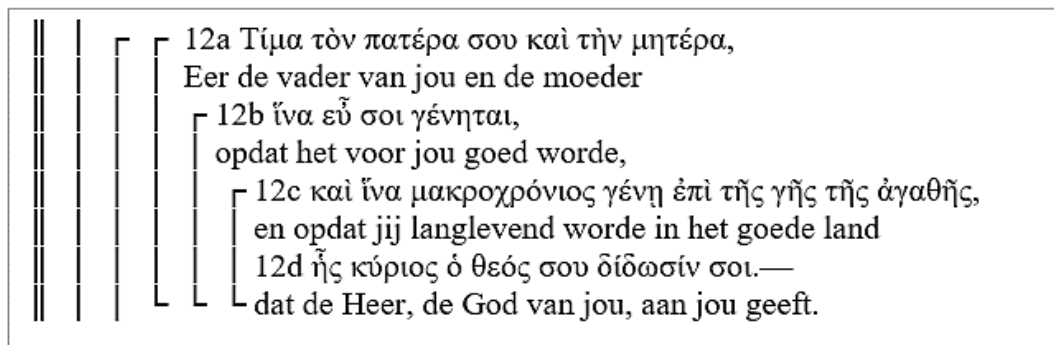 12a Τίμα τὸν πατέρα σου καὶ τὴν μητέρα,
Eer de vader van jou en de moeder
12b ἵνα εὖ σοι γένηται,
opdat het voor jou goed worde,
12c καὶ ἵνα μακροχρόνιος γένῃ ἐπὶ τῆς γῆς τῆς ἀγαθῆς,
en opdat jij langlevend worde in het goede land
12d ἧς κύριος ὁ θεός σου δίδωσίν σοι.—
dat de Heer, de God van jou, aan jou geeft.